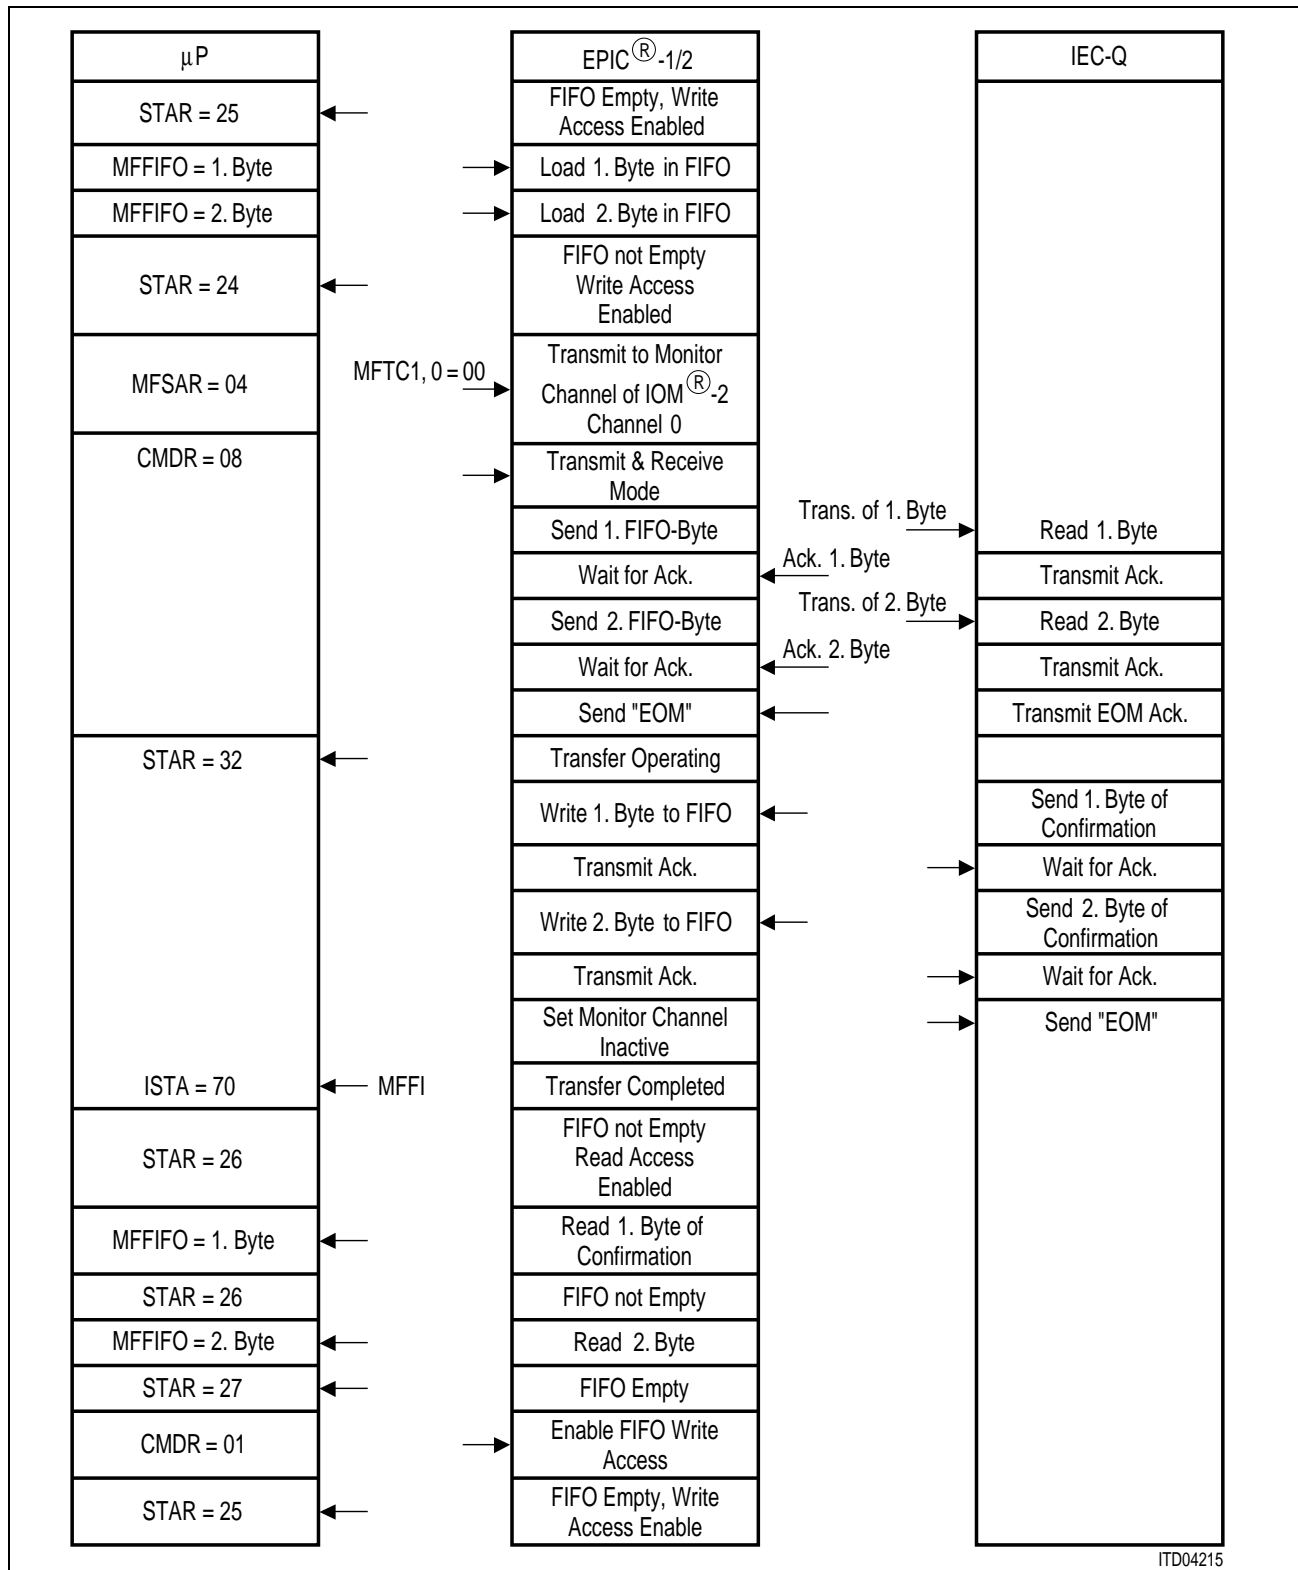 μP
EPIC®-1/2
IEC-Q
STAR = 25
FIFO Empty, Write
Access Enabled
MFFIFO = 1. Byte
Load 1. Byte in FIFO
MFFIFO = 2. Byte
Load 2. Byte in FIFO
STAR = 24
FIFO not Empty
Write Access
Enabled
MFSAR = 04
MFTC1, 0 = 00
Transmit to Monitor
Channel of IOM®-2
Channel 0
CMDR = 08
Transmit & Receive
Mode
Send 1. FIFO-Byte
Trans. of 1. Byte
Read 1. Byte
Wait for Ack.
Ack. 1. Byte
Transmit Ack.
Send 2. FIFO-Byte
Trans. of 2. Byte
Read 2. Byte
Wait for Ack.
Ack. 2. Byte
Transmit Ack.
Send "EOM"
Transmit EOM Ack.
STAR = 32
Transfer Operating
Write 1. Byte to FIFO
Send 1. Byte of
Confirmation
Transmit Ack.
Wait for Ack.
Write 2. Byte to FIFO
Send 2. Byte of
Confirmation
Transmit Ack.
Wait for Ack.
Set Monitor Channel
Inactive
Send "EOM"
ISTA = 70
MFFI
Transfer Completed
STAR = 26
FIFO not Empty
Read Access
Enabled
MFFIFO = 1. Byte
Read 1. Byte of
Confirmation
STAR = 26
FIFO not Empty
MFFIFO = 2. Byte
Read 2. Byte
STAR = 27
FIFO Empty
CMDR = 01
Enable FIFO Write
Access
STAR = 25
FIFO Empty, Write
Access Enable
ITD04215